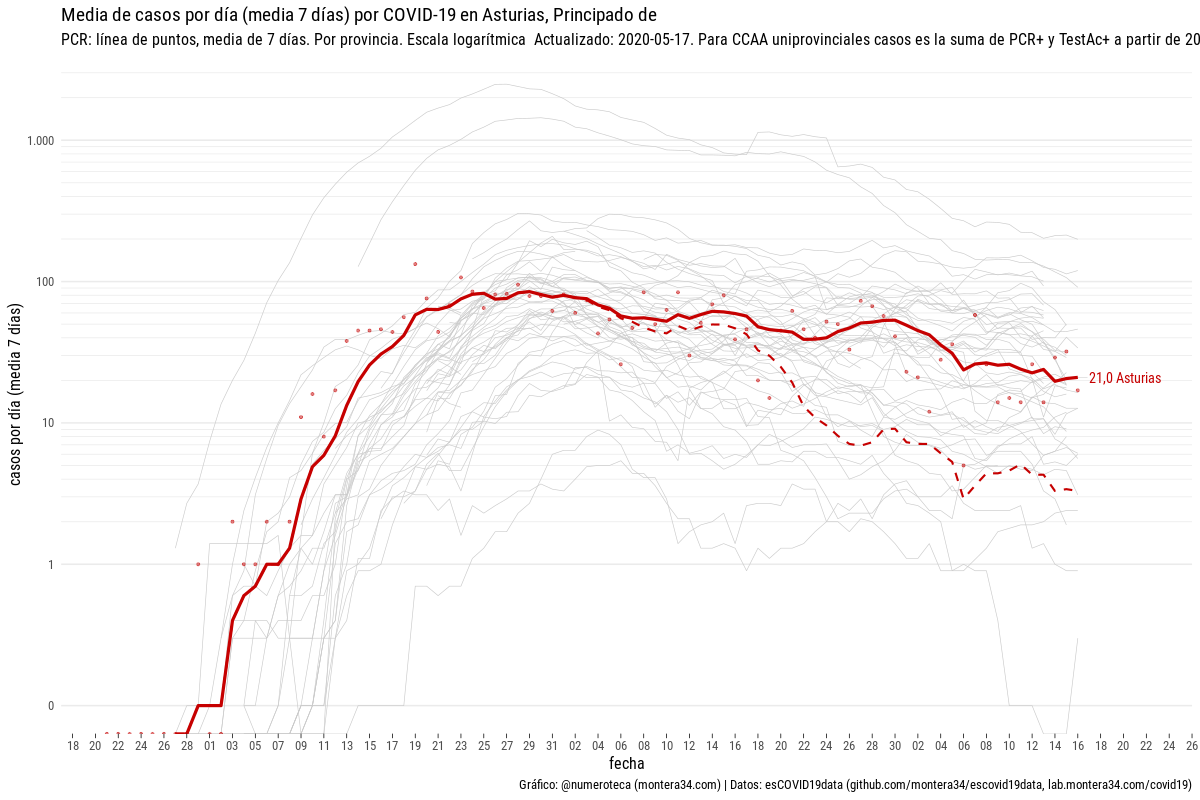 Media de casos por día (media 7 días) por COVID-19 en Asturias, Principado de
PCR: línea de puntos, media de 7 días. Por provincia. Escala logarítmica  Actualizado: 2020-05-17. Para CCAA uniprovinciales casos es la suma de PCR+ y TestAc+ a partir de 20
casos por día (media 7 días)
1.000
100
10
1
0
21,0 Asturias
18 20 22 24 26 28 01 03 05 07 09 11 13 15 17 19 21 23 25 27 29 31 02 04 06 08 10 12 14 16 18 20 22 24 26 28 30 02 04 06 08 10 12 14 16 18 20 22 24 26
fecha
Gráfico: @numeroteca (montera34.com) | Datos: esCOVID19data (github.com/montera34/escovid19data, lab.montera34.com/covid19)